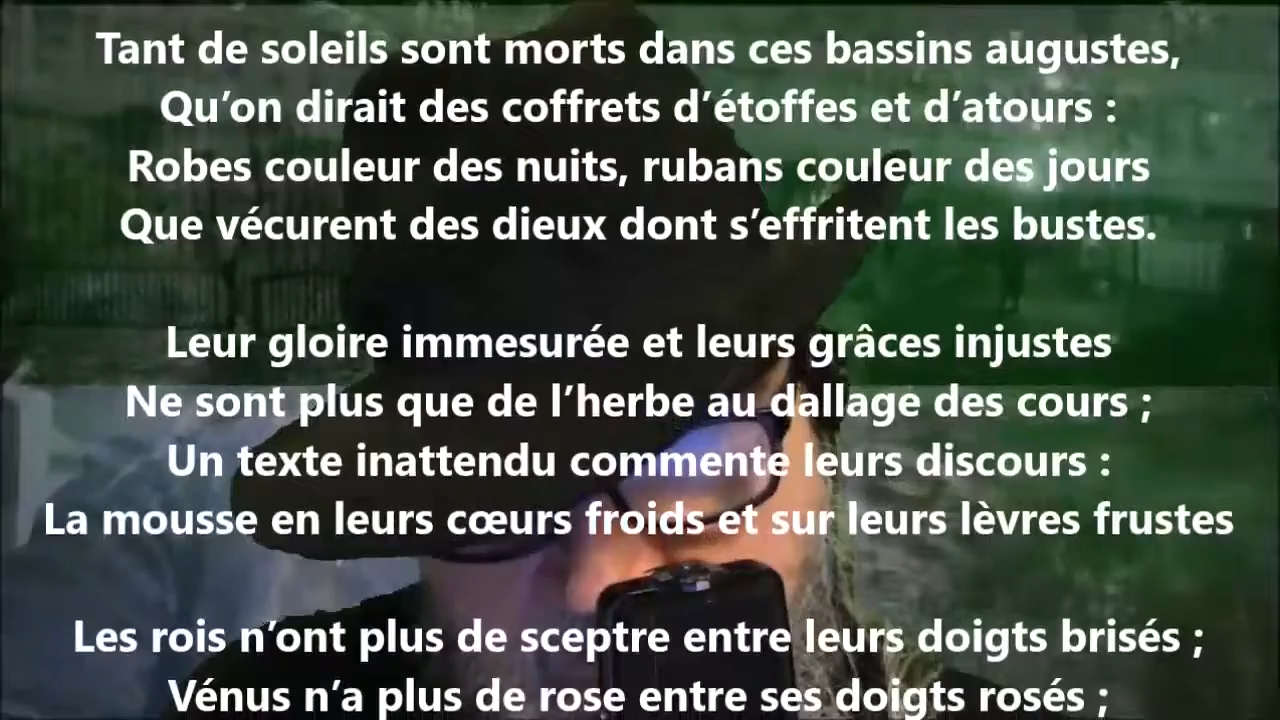 Tant de soleils sont morts dans ces bassins augustes,
Qu’on dirait des coffrets d’étoffes et d’atours :
Robes couleur des nuits, rubans couleur des jours
Que vécurent des dieux dont s’effritent les bustes.
Leur gloire immesurée et leurs grâces injustes
Ne sont plus que de l’herbe au dallage des cours ;
Un texte inattendu commente leurs discours :
La mousse en leurs cœurs froids et sur leurs lèvres frustes
Les rois n’ont plus de sceptre entre leurs doigts brisés ;
Vénus n’a plus de rose entre ses doigts rosés ;